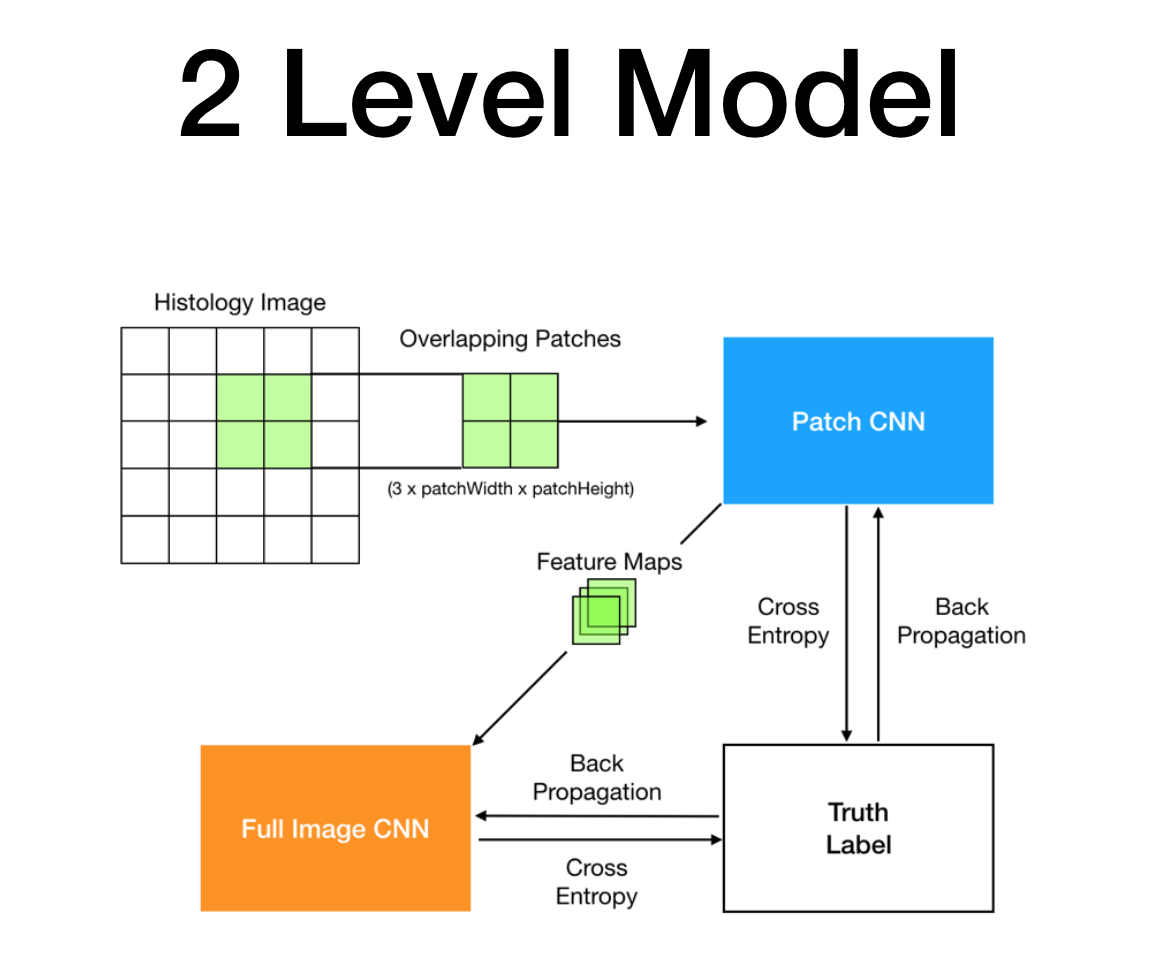 2 Level Model
Histology Image
Overlapping Patches
Patch CNN
(3 x patchWidth x patchHeight)
Feature Maps
Cross
Entropy
Back
Propagation
Back
Propagation
Full Image CNN
Truth
Label
Cross
Entropy